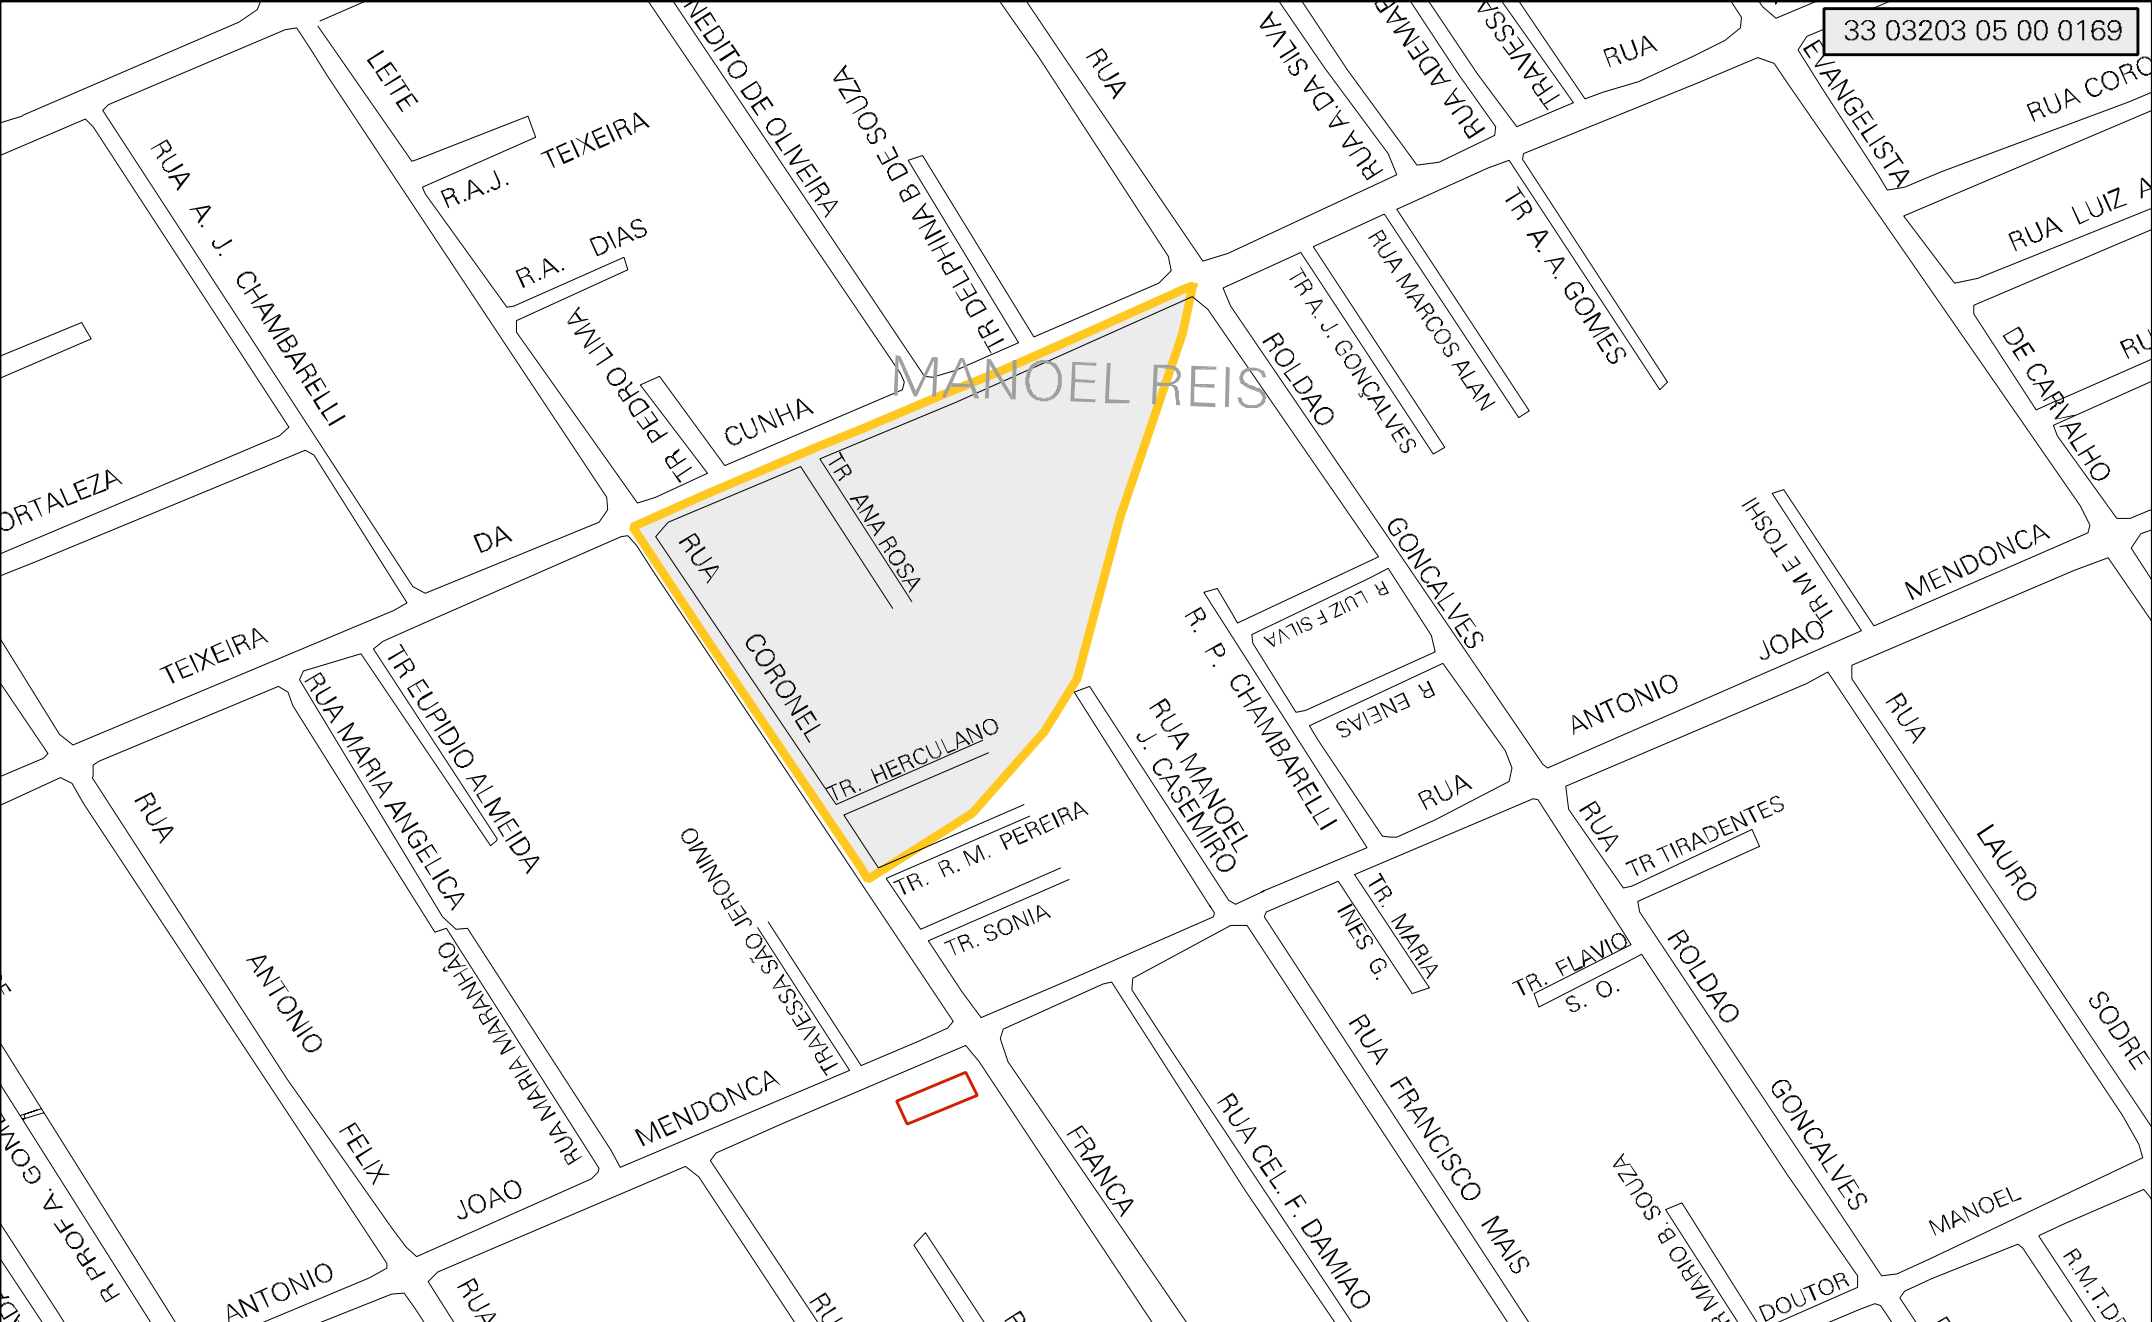 33 03203 05 00 0169
LEITE
RUA A. J. CHAMBARELLI
R.A.J. TEIXEIRA
R.A. DIAS
TR PEDRO LIMA
NEDITO DE OLIVEIRA
TR DELPHINA B DE SOUZA
RUA
RUA A. DA SILVA
RUA ADEMAR
TRAVESSA
RUA
EVANGELISTA
RUA CORO
RUA LUIZ A
DE CARVALHO
RU
TR A. A. GOMES
RUA MARCOS ALAN
TR A. J. GONÇALVES
ROLDAO
GONCALVES
MANOEL REIS
CUNHA
DA
TEIXEIRA
ORTALEZA
TR ANA ROSA
RUA
CORONEL
TR. HERCULANO
TR. R. M. PEREIRA
TR. SONIA
R. LUIZ F SILVA
R. ENEIAS
R. P. CHAMBARELLI
RUA MANOEL
J. CASEMIRO
RUA
ANTONIO
JOAO
MENDONCA
TR M E TOSHI
RUA
LAURO
SODRE
RUA
TR TIRADENTES
TR. FLAVIO
S. O.
ROLDAO
GONCALVES
TR. MARIA
INES G.
RUA FRANCISCO MAIS
RUA CEL. F. DAMIAO
FRANCA
RUA MARIA ANGELICA
TR EUPIDIO ALMEIDA
RUA MARIA MARANHÃO
TRAVESSA SÃO JERONIMO
RUA
ANTONIO
FELIX
MENDONCA
JOAO
ANTONIO
R PROF A. GOM
RUA
RU
R MARIO B. SOUZA
DOUTOR
MANOEL
R.M.T.D